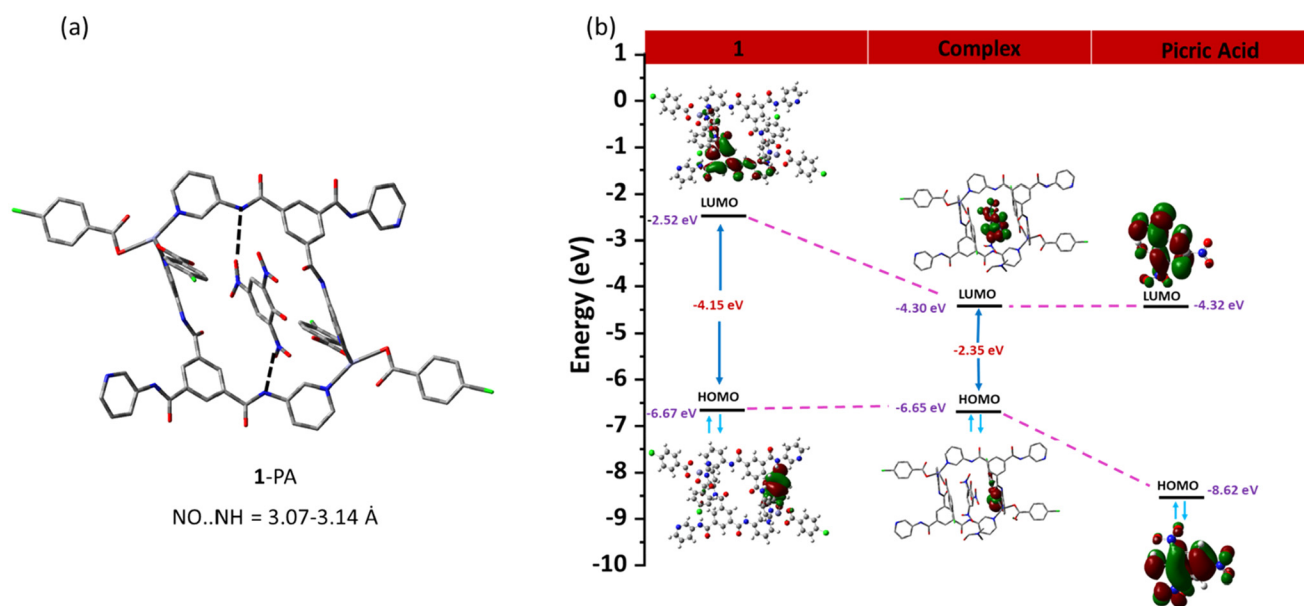 (a)
1-PA
NO..NH = 3.07-3.14 Å
(b)
1
Complex
Picric Acid
Energy (eV)
1
0
-1
-2
-3
-4
-5
-6
-7
-8
-9
-10
LUMO
-2.52 eV
-4.15 eV
HOMO
-6.67 eV
LUMO
-4.30 eV
-2.35 eV
HOMO
-6.65 eV
LUMO
-4.32 eV
HOMO
-8.62 eV